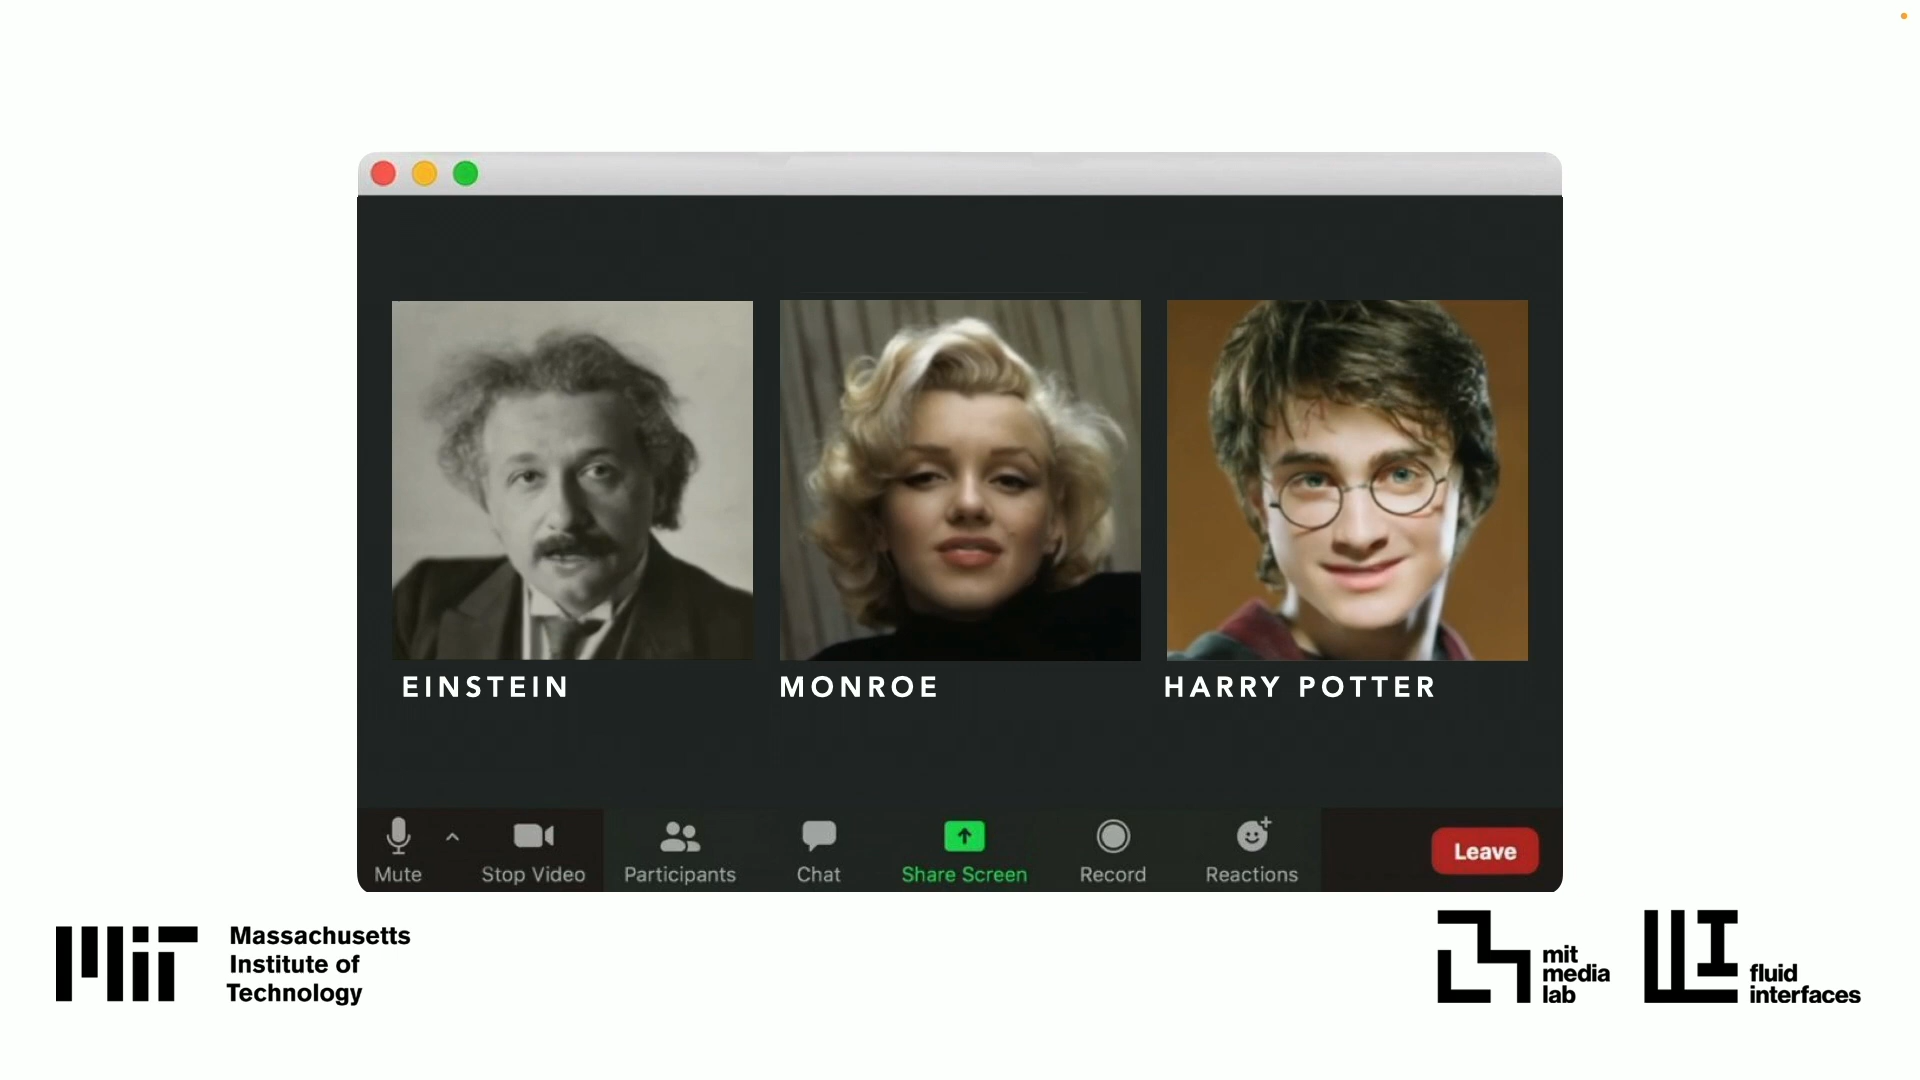 EINSTEIN
MONROE
HARRY POTTER
Mute
Stop Video
Participants
Chat
Share Screen
Record
Reactions
Leave
MIT
Massachusetts
Institute of
Technology
mit
media
lab
fluid
interfaces